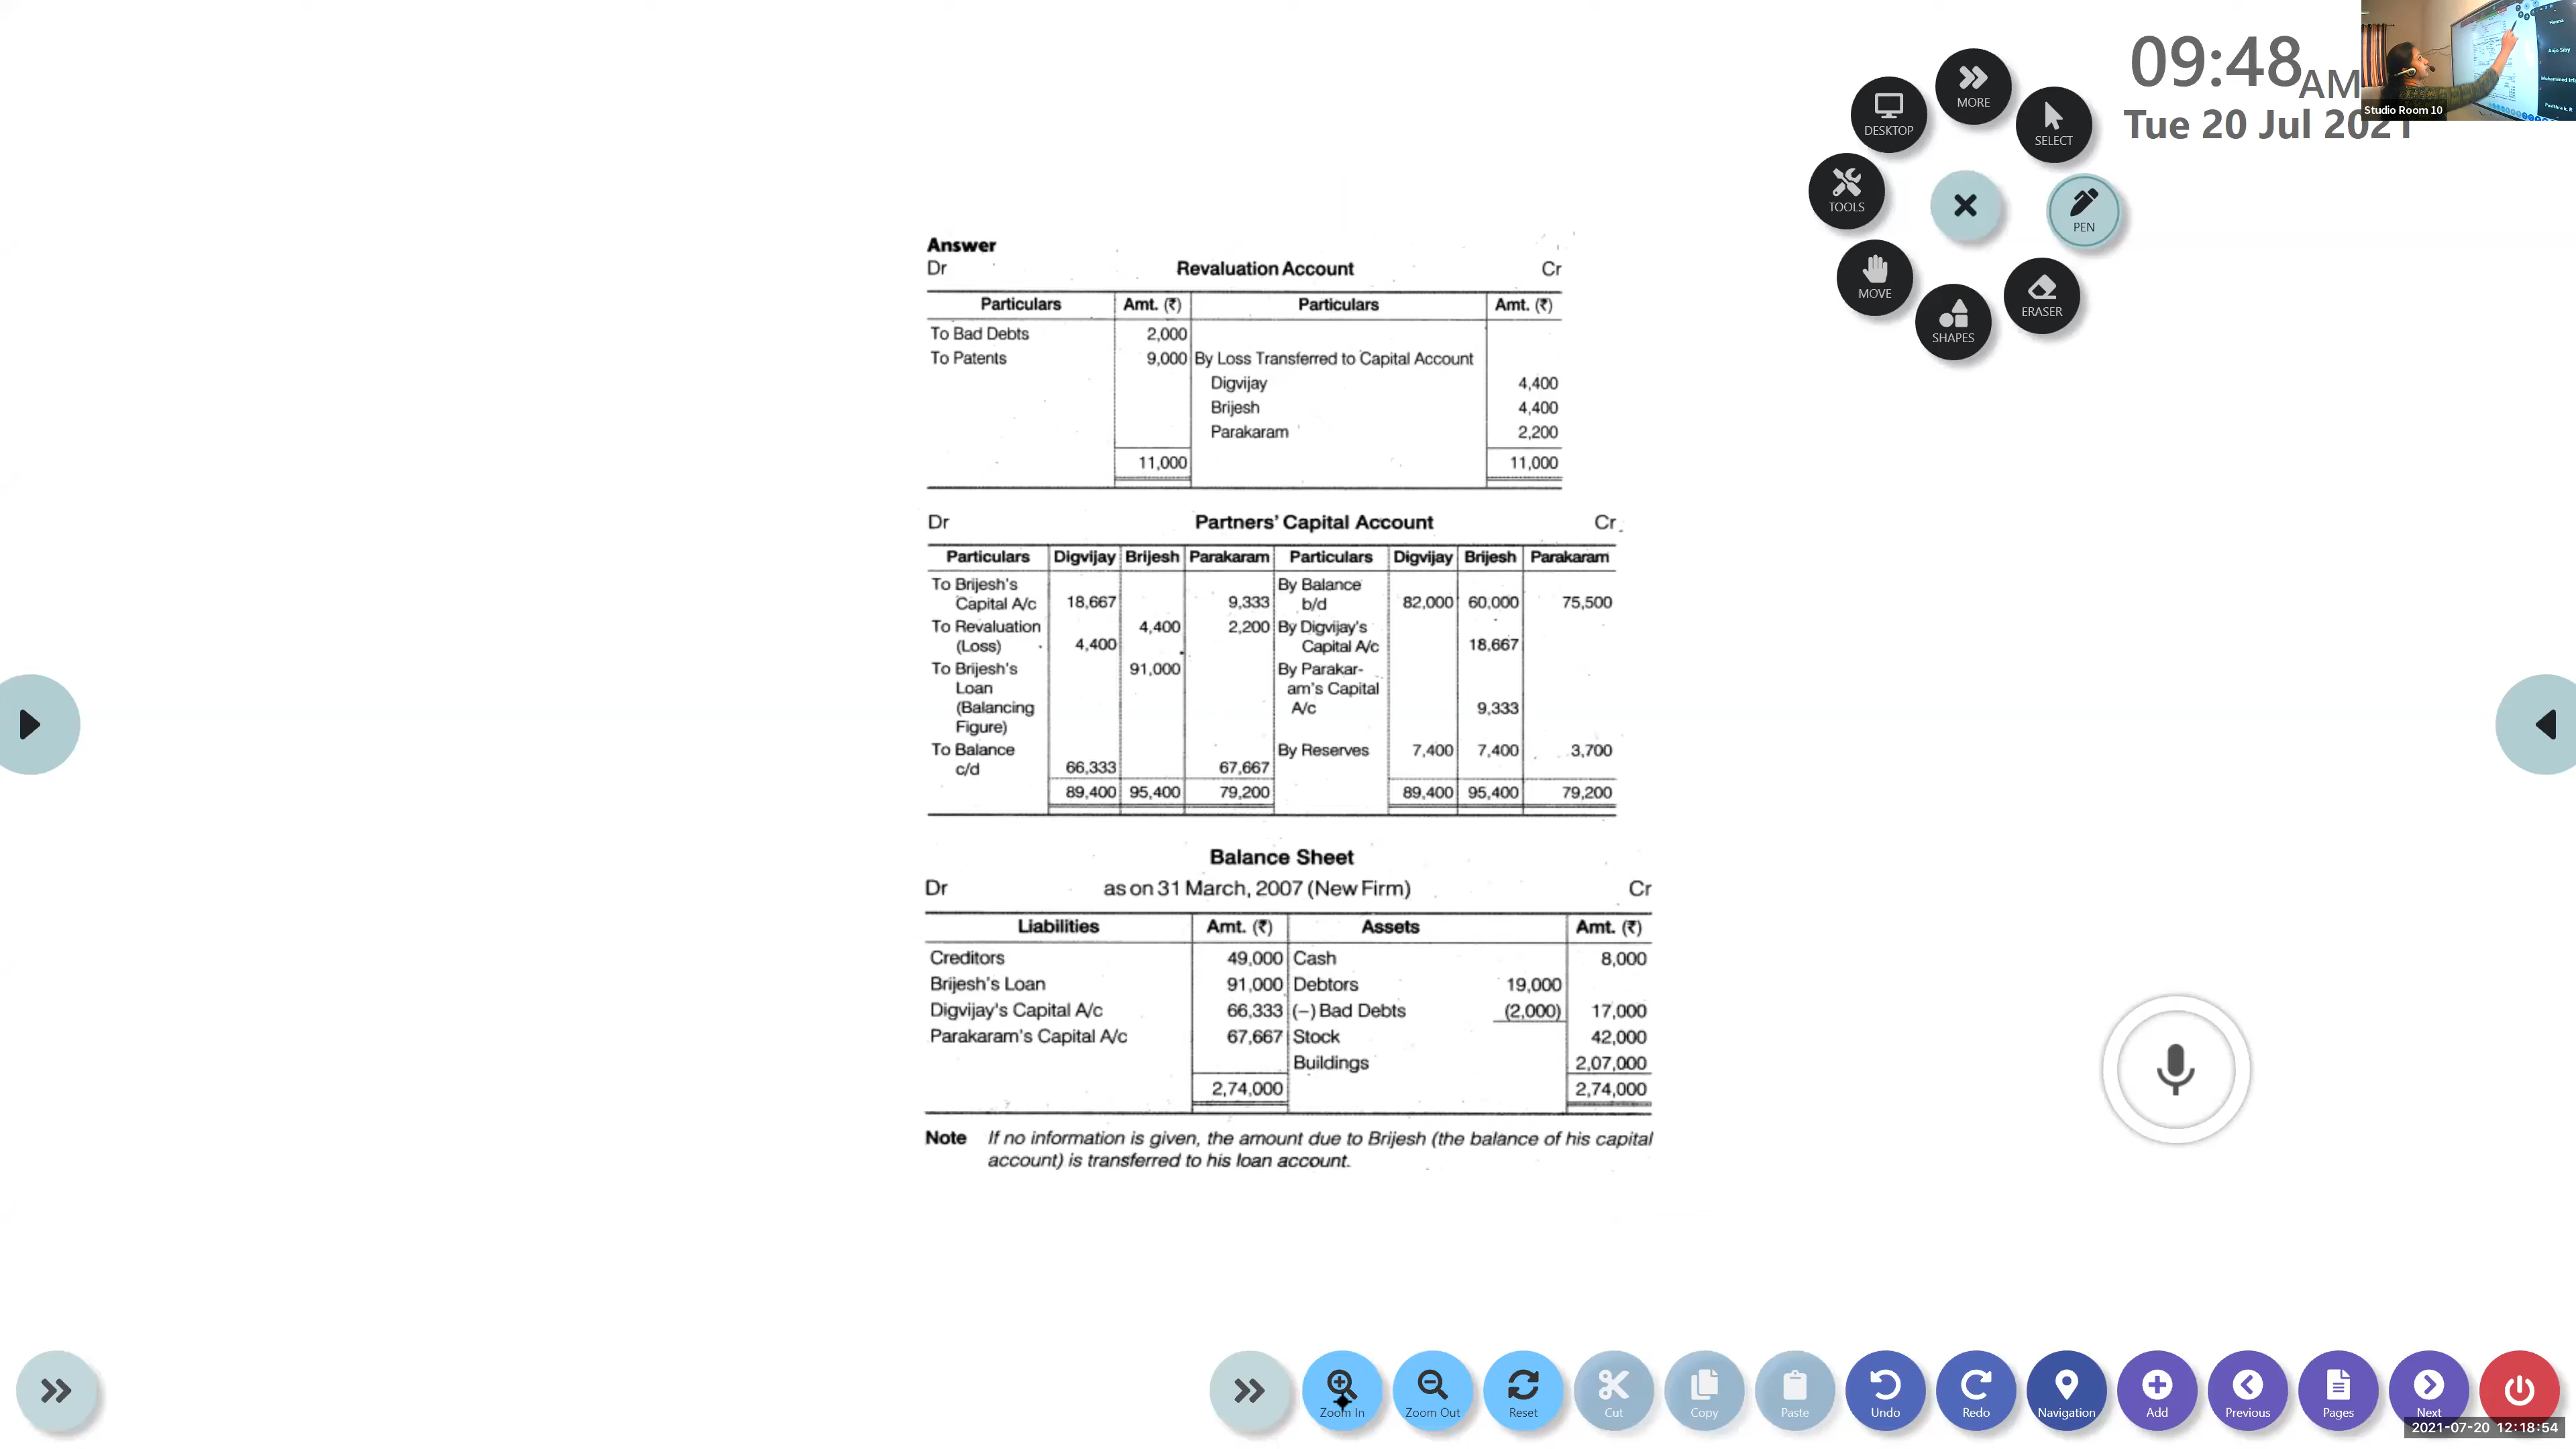 09:48 AM
Tue 20 Jul 2021
Studio Room 10
Hanna
Anjo Siby
MORE
DESKTOP
SELECT
TOOLS
PEN
MOVE
ERASER
SHAPES
Answer
Dr Revaluation Account Cr
Particulars Amt. (₹) Particulars Amt. (₹)
To Bad Debts 2,000
To Patents 9,000 By Loss Transferred to Capital Account
Digvijay 4,400
Brijesh 4,400
Parakaram 2,200
11,000 11,000
Dr Partners' Capital Account Cr
Particulars Digvijay Brijesh Parakaram Particulars Digvijay Brijesh Parakaram
To Brijesh's By Balance
Capital A/c 18,667 9,333 b/d 82,000 60,000 75,500
To Revaluation 4,400 2,200 By Digvijay's
(Loss) 4,400 Capital A/c 18,667
To Brijesh's 91,000 By Parakar-
Loan am's Capital
(Balancing A/c 9,333
Figure)
To Balance By Reserves 7,400 7,400 3,700
c/d 66,333 67,667
89,400 95,400 79,200 89,400 95,400 79,200
Balance Sheet
Dr as on 31 March, 2007 (New Firm) Cr
Liabilities Amt. (₹) Assets Amt. (₹)
Creditors 49,000 Cash 8,000
Brijesh's Loan 91,000 Debtors 19,000
Digvijay's Capital A/c 66,333 (–) Bad Debts (2,000) 17,000
Parakaram's Capital A/c 67,667 Stock 42,000
Buildings 2,07,000
2,74,000 2,74,000
Note If no information is given, the amount due to Brijesh (the balance of his capital
account) is transferred to his loan account.
Zoom In Zoom Out Reset Cut Copy Paste Undo Redo Navigation Add Previous Pages Next
2021-07-20 12:18:54